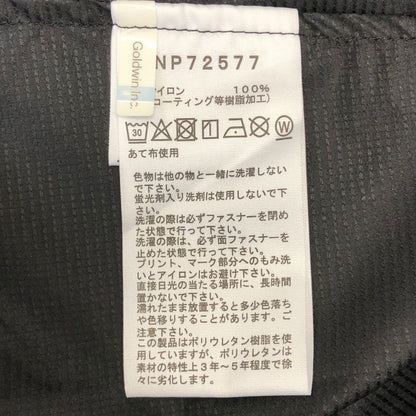 Goldwin Inc.
NP72577
イロン 100%
コーティング等樹脂加工)
30
W
あて布使用
色物は他の物と一緒に洗濯しない
で下さい。
蛍光剤入り洗剤は使用しないで下
さい。
洗濯の際は必ずファスナーを閉め
た状態で行って下さい。
洗濯の際は、必ず面ファスナーを
止めた状態で行って下さい。
プリント、マーク部分へのもみ洗
いとアイロンはお避け下さい。
直接日光の当たる場所に、長時間
置かないで下さい。
濡れたまま放置すると多少色落ち
や色移りすることがあります。
この製品はポリウレタン樹脂を使
用していますが、ポリウレタンは
素材の特性上3年～5年程度で徐
々に劣化します。